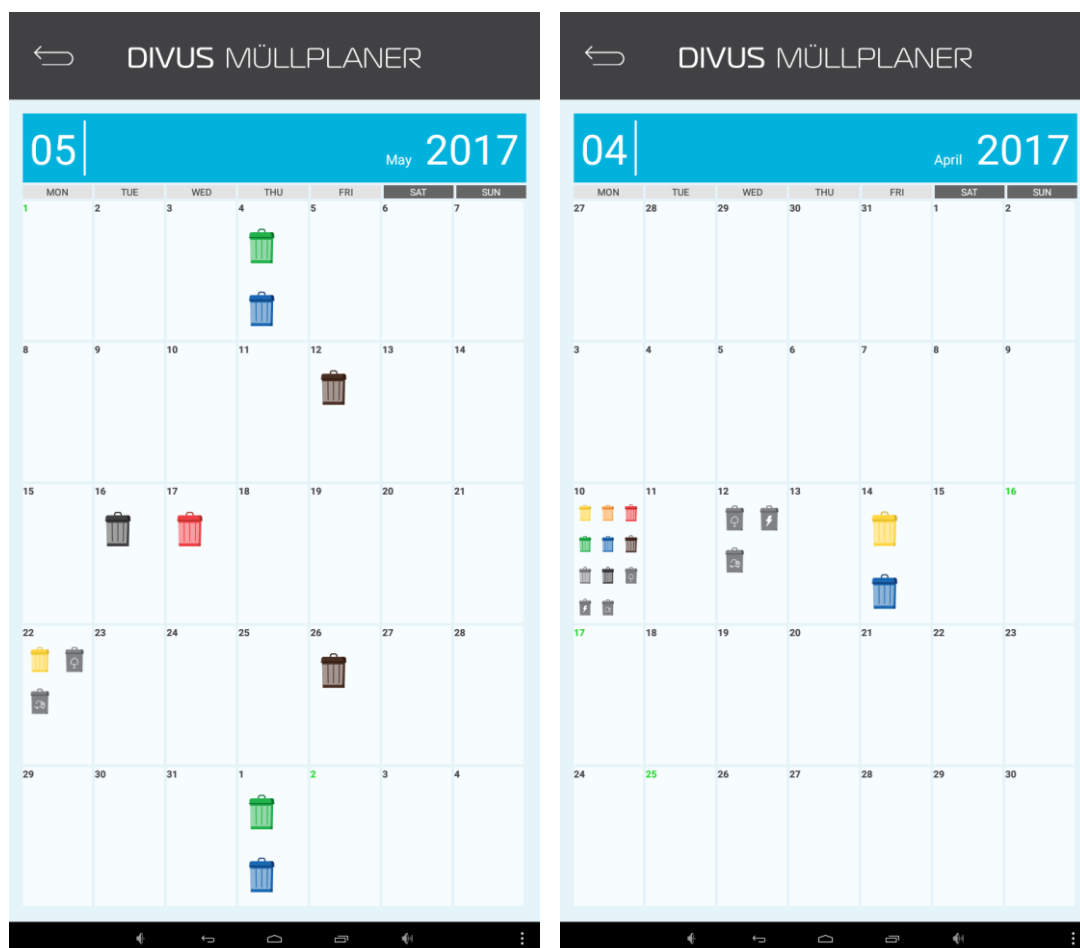 DIVUS MÜLLPLANER
05
May 2017
MON TUE WED THU FRI SAT SUN
1 2 3 4 5 6 7
8 9 10 11 12 13 14
15 16 17 18 19 20 21
22 23 24 25 26 27 28
29 30 31 1 2 3 4
DIVUS MÜLLPLANER
04
April 2017
MON TUE WED THU FRI SAT SUN
27 28 29 30 31 1 2
3 4 5 6 7 8 9
10 11 12 13 14 15 16
17 18 19 20 21 22 23
24 25 26 27 28 29 30